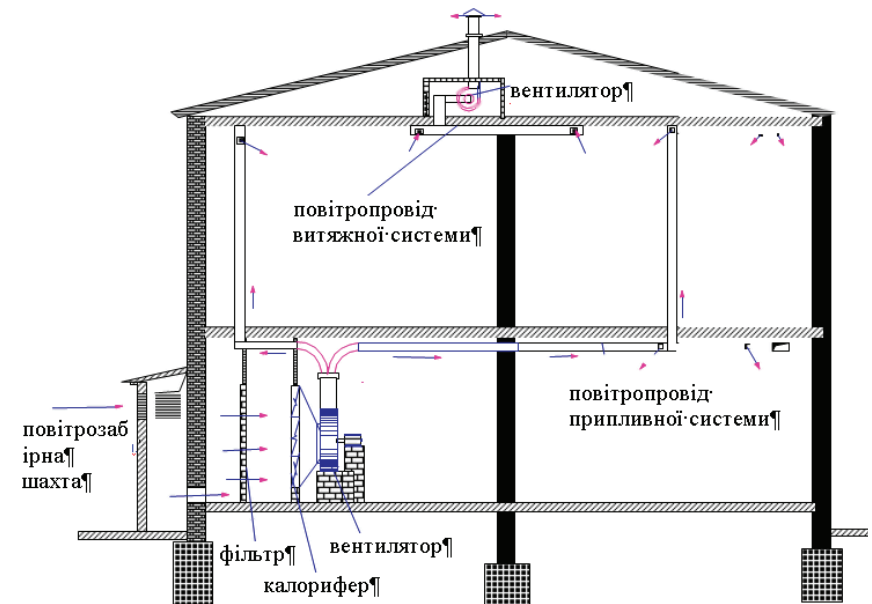 вентилятор¶
повітропровід·
витяжної·системи¶
повітропровід·
припливної·системи¶
повітрозаб
ірна¶
шахта¶
фільтр¶
вентилятор¶
калорифер¶